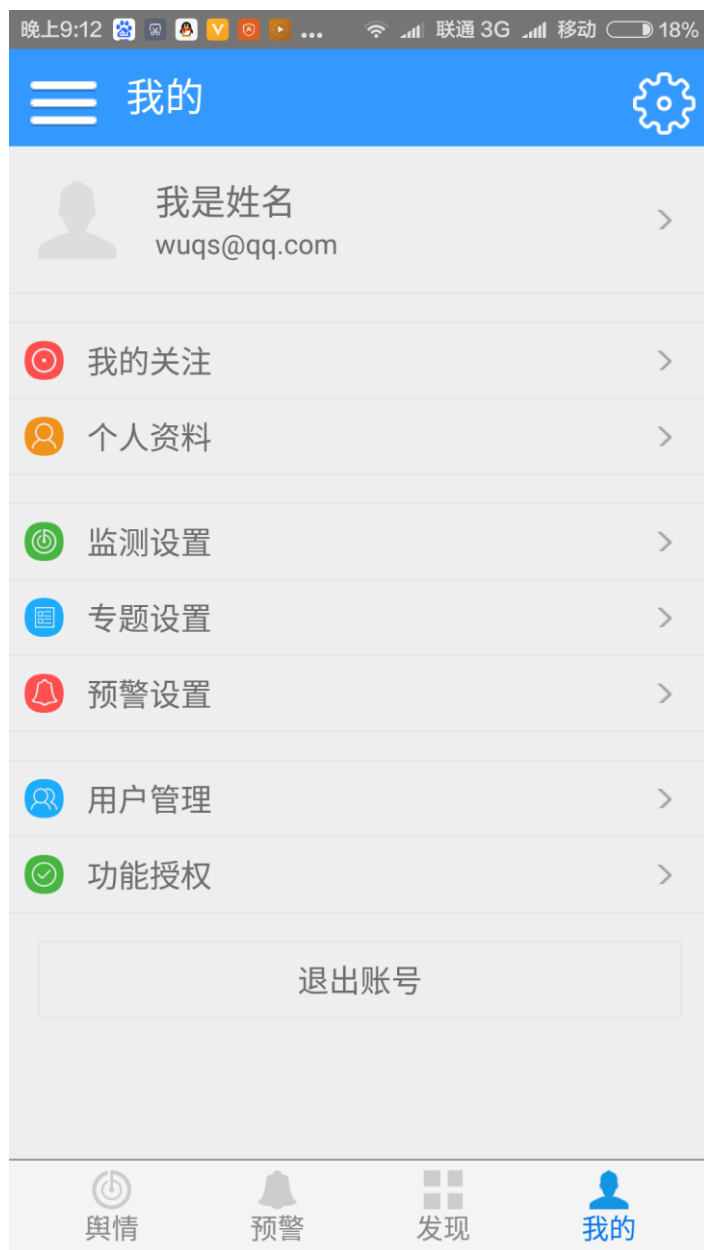 晚上9:12 ... 联通 3G 移动 18%
我的
我是姓名
wuqs@qq.com
我的关注
个人资料
监测设置
专题设置
预警设置
用户管理
功能授权
退出账号
舆情 预警 发现 我的